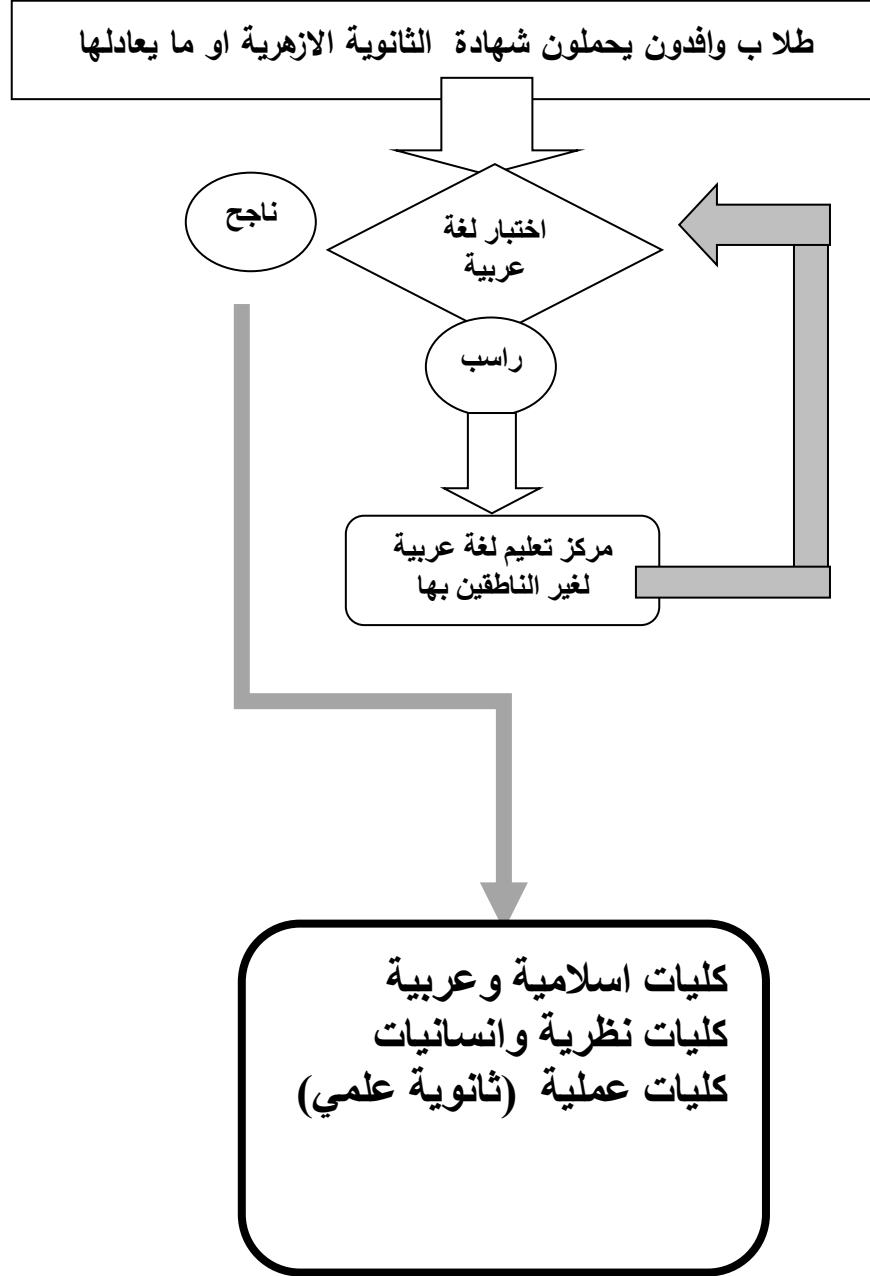 طلا ب وافدون يحملون شهادة الثانوية الازهرية او ما يعادلها
ناجح
اختبار لغة
عربية
راسب
مركز تعليم لغة عربية
لغير الناطقين بها
كليات اسلامية وعربية
كليات نظرية وانسانيات
كليات عملية (ثانوية علمي)